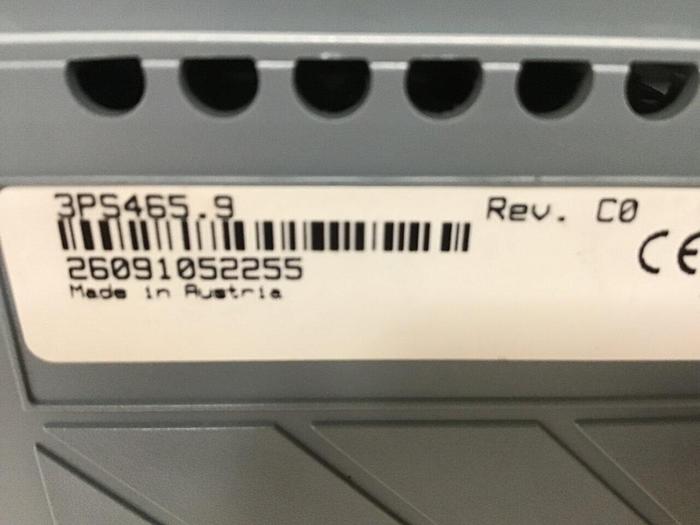 3PS465.9 Rev. C0
CE
26091052255
Made in Austria